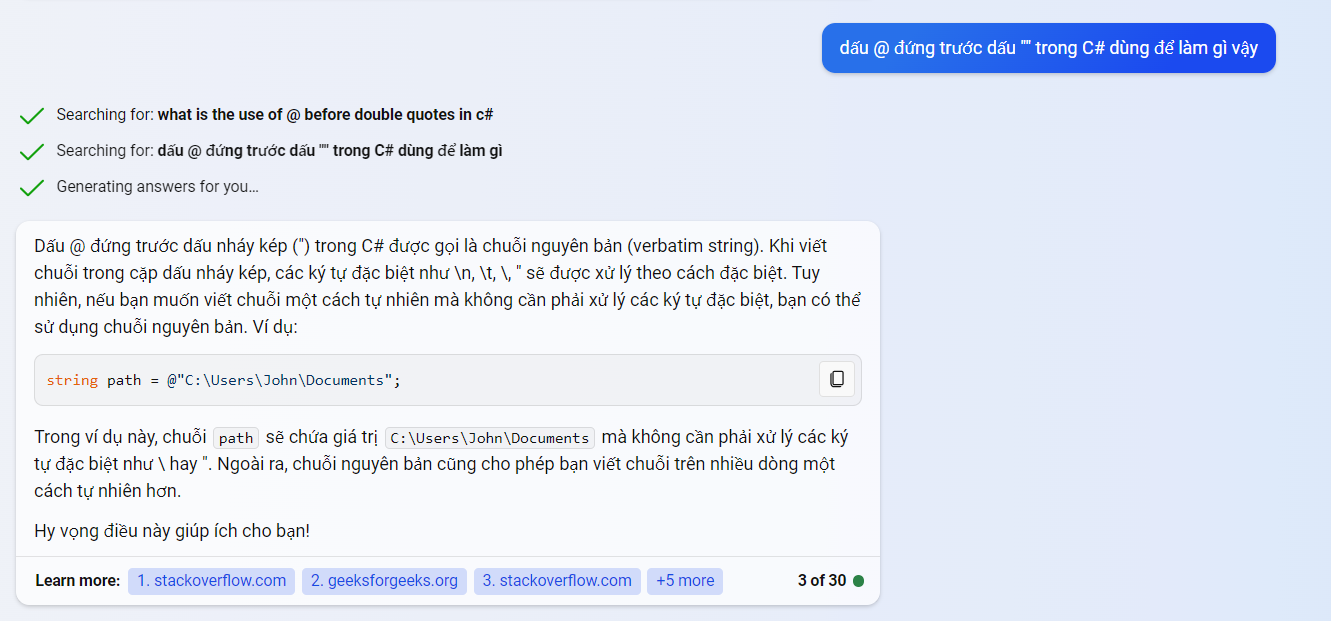 dấu @ đứng trước dấu "" trong C# dùng để làm gì vậy
Searching for: what is the use of @ before double quotes in c#
Searching for: dấu @ đứng trước dấu "" trong C# dùng để làm gì
Generating answers for you…
Dấu @ đứng trước dấu nháy kép (") trong C# được gọi là chuỗi nguyên bản (verbatim string). Khi viết
chuỗi trong cặp dấu nháy kép, các ký tự đặc biệt như \n, \t, \, " sẽ được xử lý theo cách đặc biệt. Tuy
nhiên, nếu bạn muốn viết chuỗi một cách tự nhiên mà không cần phải xử lý các ký tự đặc biệt, bạn có thể
sử dụng chuỗi nguyên bản. Ví dụ:
string path = @"C:\Users\John\Documents";
Trong ví dụ này, chuỗi path sẽ chứa giá trị C:\Users\John\Documents mà không cần phải xử lý các ký
tự đặc biệt như \ hay ". Ngoài ra, chuỗi nguyên bản cũng cho phép bạn viết chuỗi trên nhiều dòng một
cách tự nhiên hơn.
Hy vọng điều này giúp ích cho bạn!
Learn more: 1. stackoverflow.com 2. geeksforgeeks.org 3. stackoverflow.com +5 more 3 of 30